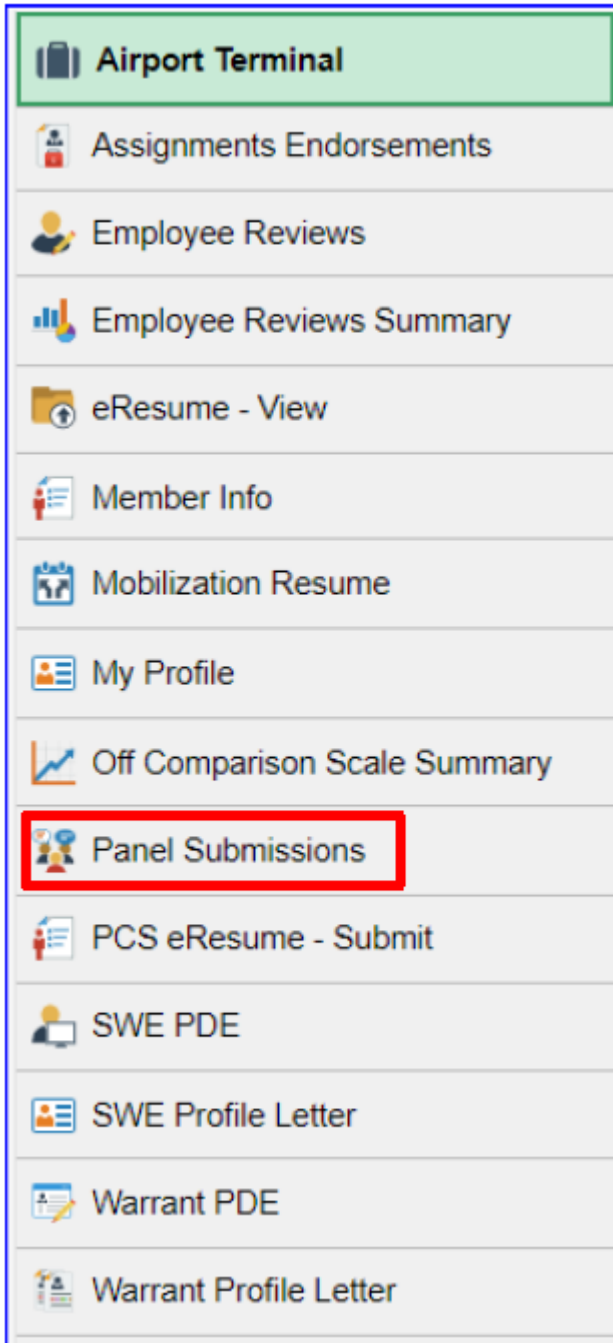 Airport Terminal
Assignments Endorsements
Employee Reviews
Employee Reviews Summary
eResume - View
Member Info
Mobilization Resume
My Profile
Off Comparison Scale Summary
Panel Submissions
PCS eResume - Submit
SWE PDE
SWE Profile Letter
Warrant PDE
Warrant Profile Letter